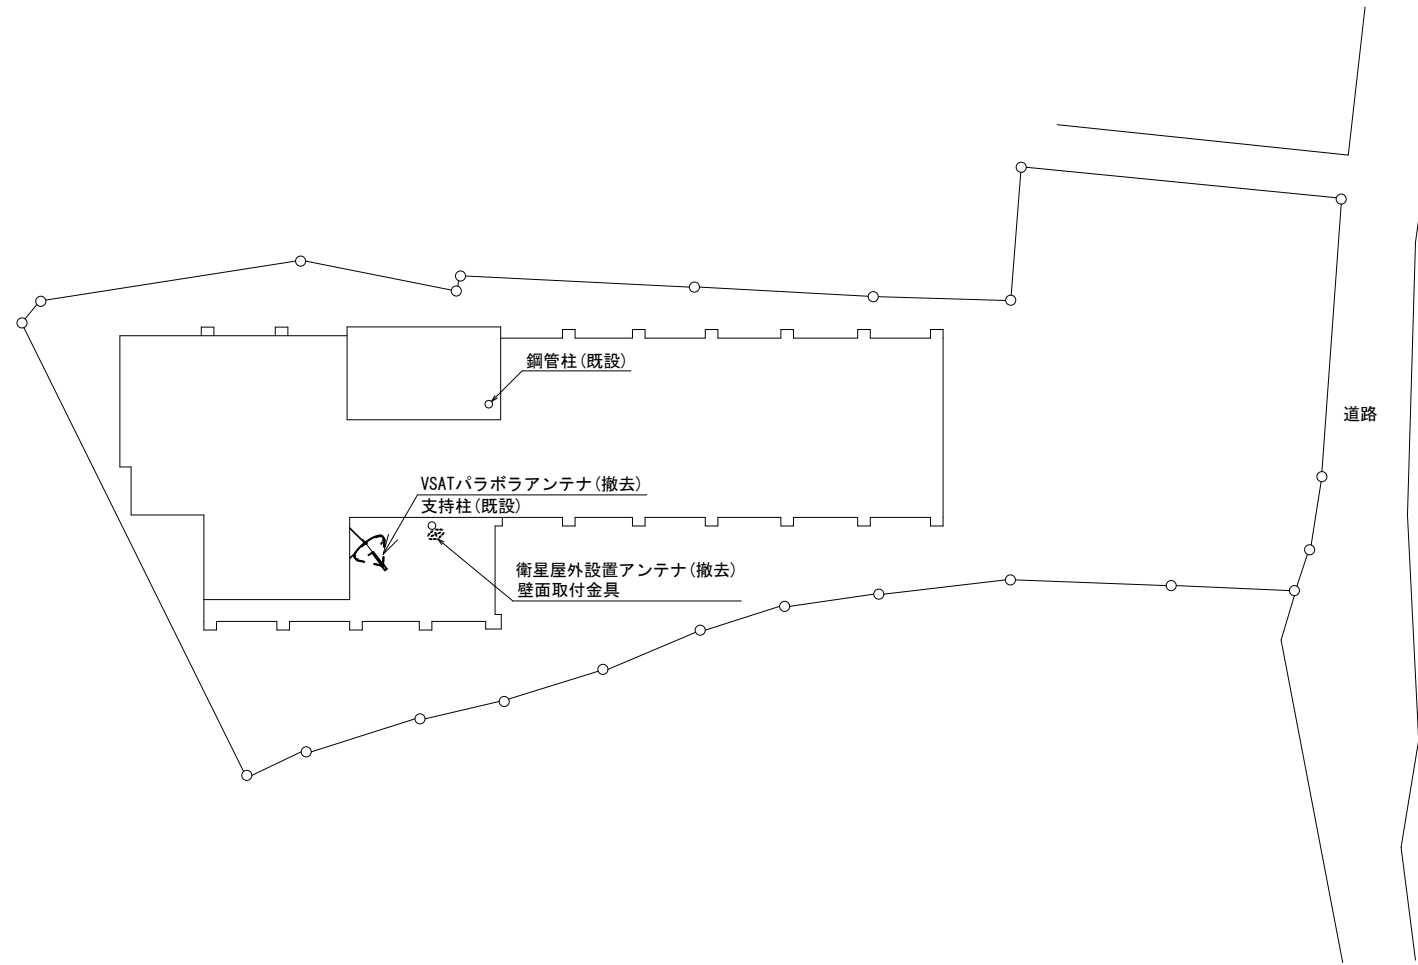 鋼管柱(既設)
道路
VSATパラボラアンテナ(撤去)
支持柱(既設)
衛星屋外設置アンテナ(撤去)
壁面取付金具